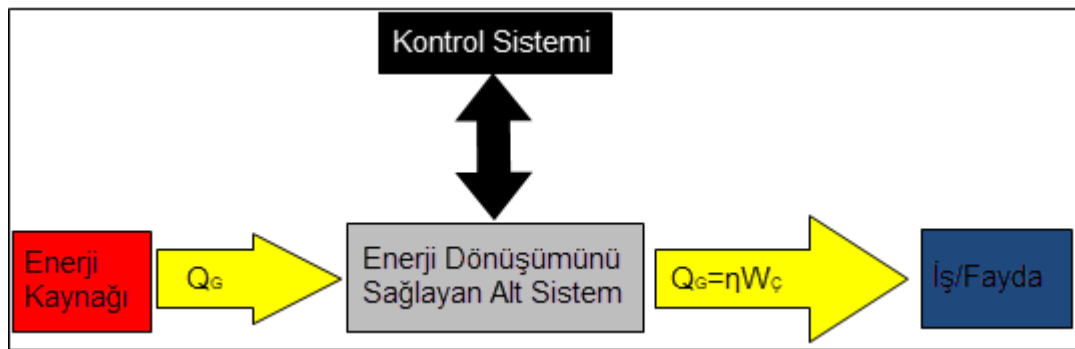 Kontrol Sistemi
Enerji
Kaynağı
QG
Enerji Dönüşümünü
Sağlayan Alt Sistem
QG=ηWÇ
İş/Fayda